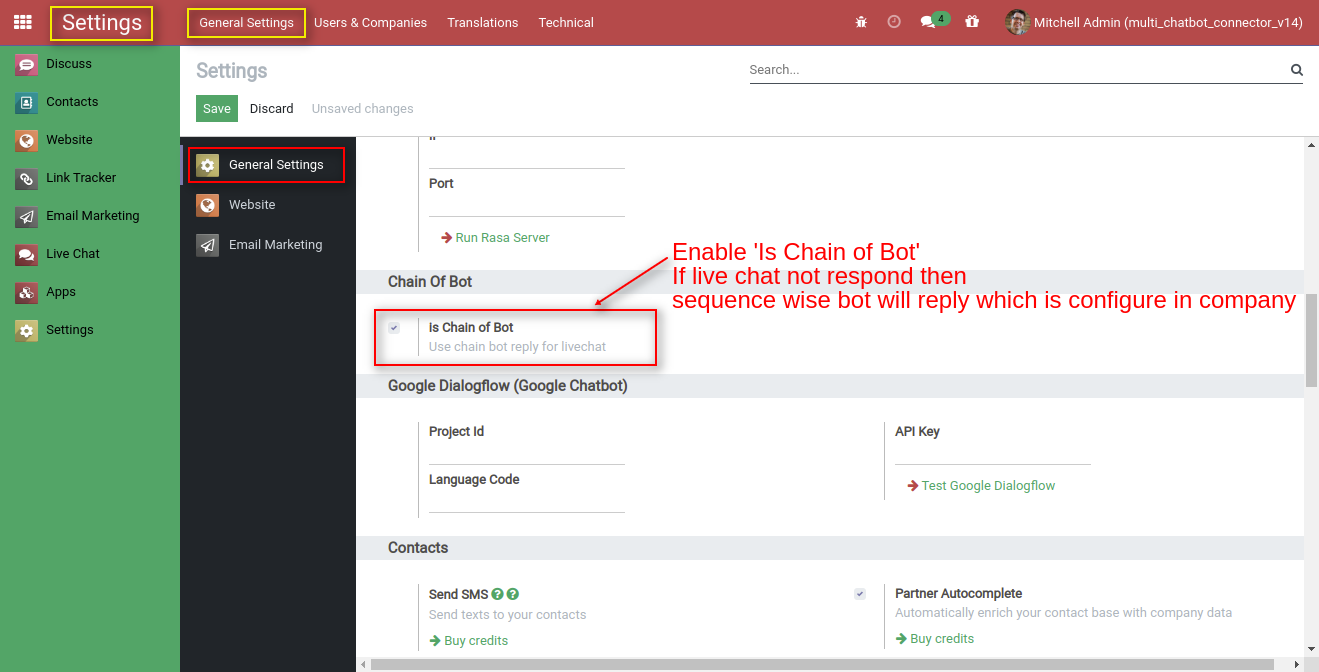 Settings
General Settings
Users & Companies
Translations
Technical
4
Mitchell Admin (multi_chatbot_connector_v14)
Discuss
Contacts
Website
Link Tracker
Email Marketing
Live Chat
Apps
Settings
Settings
Search...
Save
Discard
Unsaved changes
General Settings
Website
Email Marketing
Port
Run Rasa Server
Enable 'Is Chain of Bot'
If live chat not respond then
sequence wise bot will reply which is configure in company
Chain Of Bot
is Chain of Bot
Use chain bot reply for livechat
Google Dialogflow (Google Chatbot)
Project Id
API Key
Language Code
Test Google Dialogflow
Contacts
Send SMS
Send texts to your contacts
Buy credits
Partner Autocomplete
Automatically enrich your contact base with company data
Buy credits